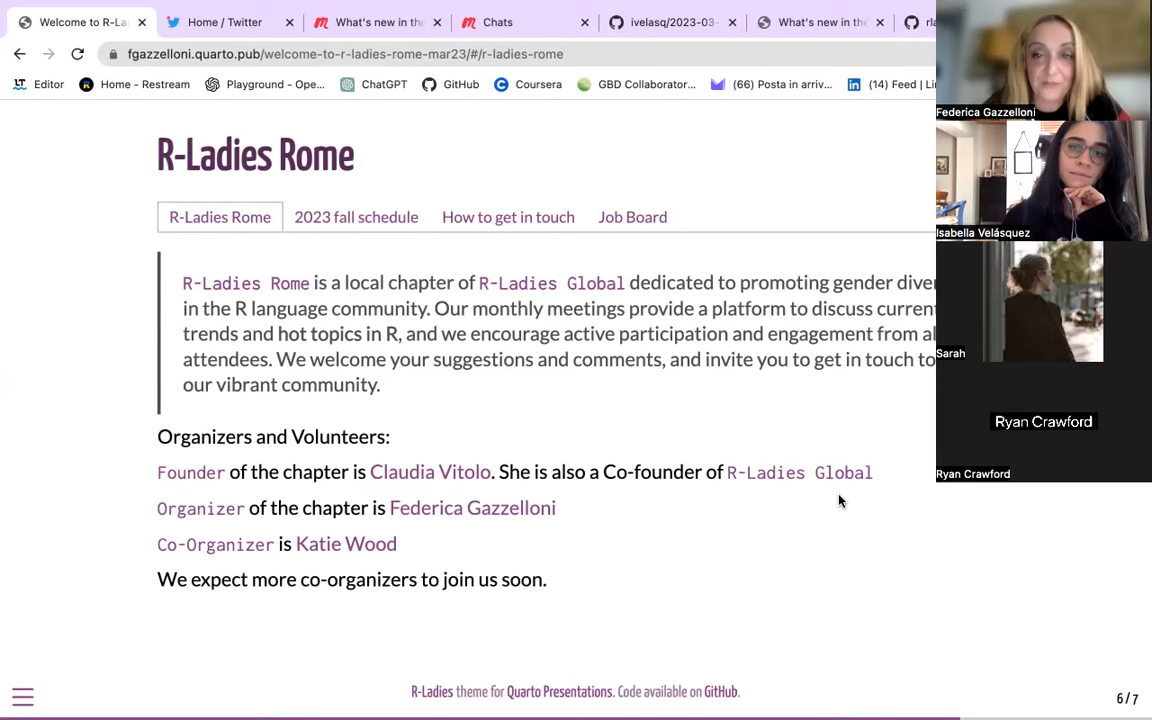 Welcome to R-La
Home / Twitter
What's new in the
Chats
ivelasq/2023-03-
What's new in the
rla
fgazzelloni.quarto.pub/welcome-to-r-ladies-rome-mar23/#/r-ladies-rome
Editor
Home - Restream
Playground - Ope...
ChatGPT
GitHub
Coursera
GBD Collaborator...
(66) Posta in arriv...
(14) Feed | Lin
Federica Gazzelloni
Isabella Velásquez
Sarah
Ryan Crawford
Ryan Crawford
R-Ladies Rome
R-Ladies Rome
2023 fall schedule
How to get in touch
Job Board
R-Ladies Rome is a local chapter of R-Ladies Global dedicated to promoting gender diver
in the R language community. Our monthly meetings provide a platform to discuss current
trends and hot topics in R, and we encourage active participation and engagement from al
attendees. We welcome your suggestions and comments, and invite you to get in touch to
our vibrant community.
Organizers and Volunteers:
Founder of the chapter is Claudia Vitolo. She is also a Co-founder of R-Ladies Global
Organizer of the chapter is Federica Gazzelloni
Co-Organizer is Katie Wood
We expect more co-organizers to join us soon.
R-Ladies theme for Quarto Presentations. Code available on GitHub.
6 / 7